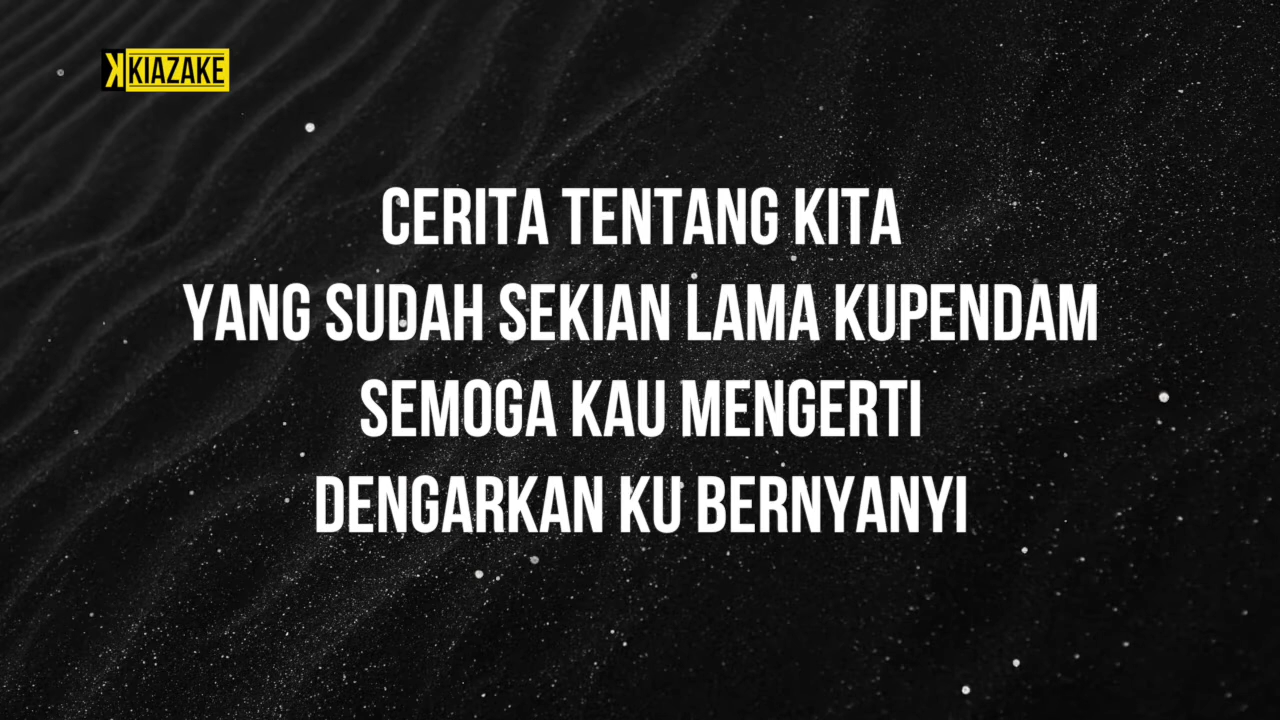 KIAZAKE
CERITA TENTANG KITA
YANG SUDAH SEKIAN LAMA KUPENDAM
SEMOGA KAU MENGERTI
DENGARKAN KU BERNYANYI